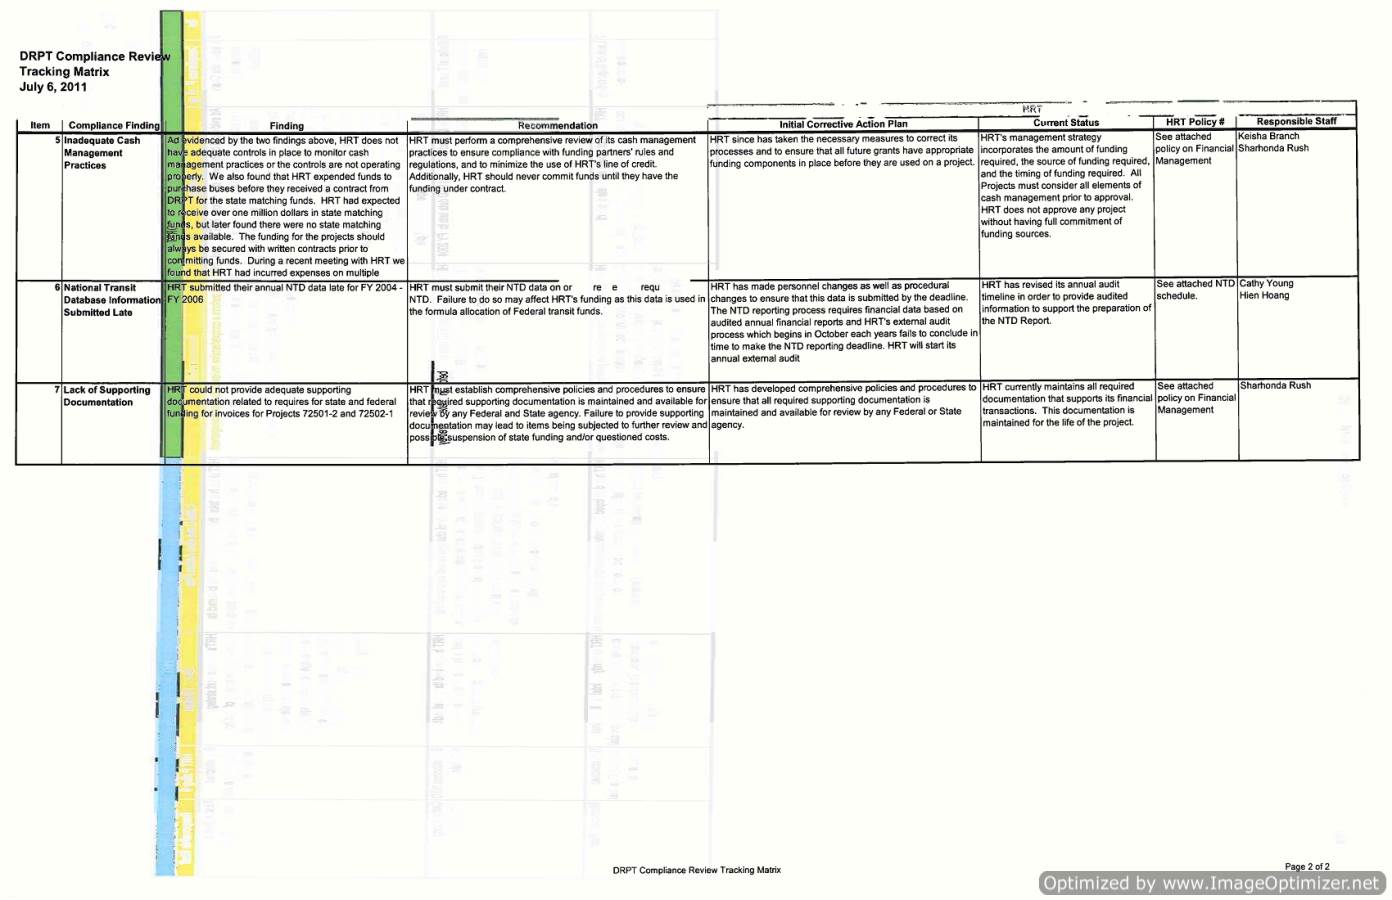 DRPT Compliance Review
Tracking Matrix
July 6, 2011
HRT
Item Compliance Finding Finding Recommendation Initial Corrective Action Plan Current Status HRT Policy # Responsible Staff
5 Inadequate Cash
Management
Practices
evidenced by the two findings above, HRT does not
have adequate controls in place to monitor cash
management practices or the controls are not operating
properly. We also found that HRT expended funds to
purchase buses before they received a contract from
DRPT for the state matching funds. HRT had expected
to receive over one million dollars in state matching
funds, but later found there were no state matching
funds available. The funding for the projects should
always be secured with written contracts prior to
committing funds. During a recent meeting with HRT we
found that HRT had incurred expenses on multiple
HRT must perform a comprehensive review of its cash management
practices to ensure compliance with funding partners' rules and
regulations, and to minimize the use of HRT's line of credit.
Additionally, HRT should never commit funds until they have the
funding under contract.
HRT since has taken the necessary measures to correct its
processes and to ensure that all future grants have appropriate
funding components in place before they are used on a project.
HRT's management strategy
incorporates the amount of funding
required, the source of funding required,
and the timing of funding required. All
Projects must consider all elements of
cash management prior to approval.
HRT does not approve any project
without having full commitment of
funding sources.
See attached
policy on Financial
Management
Keisha Branch
Sharhonda Rush
6 National Transit
Database Information
Submitted Late
HRT submitted their annual NTD data late for FY 2004 -
FY 2006
HRT must submit their NTD data on or re e requ
NTD. Failure to do so may affect HRT's funding as this data is used in
the formula allocation of Federal transit funds.
HRT has made personnel changes as well as procedural
changes to ensure that this data is submitted by the deadline.
The NTD reporting process requires financial data based on
audited annual financial reports and HRT's external audit
process which begins in October each years fails to conclude in
time to make the NTD reporting deadline. HRT will start its
annual external audit
HRT has revised its annual audit
timeline in order to provide audited
information to support the preparation of
the NTD Report.
See attached NTD
schedule.
Cathy Young
Hien Hoang
7 Lack of Supporting
Documentation
HRT could not provide adequate supporting
documentation related to requires for state and federal
funding for invoices for Projects 72501-2 and 72502-1
HRT must establish comprehensive policies and procedures to ensure
that required supporting documentation is maintained and available for
review by any Federal and State agency. Failure to provide supporting
documentation may lead to items being subjected to further review and
possible suspension of state funding and/or questioned costs.
HRT has developed comprehensive policies and procedures to
ensure that all required supporting documentation is
maintained and available for review by any Federal or State
agency.
HRT currently maintains all required
documentation that supports its financial
transactions. This documentation is
maintained for the life of the project.
See attached
policy on Financial
Management
Sharhonda Rush
DRPT Compliance Review Tracking Matrix
Page 2 of 2
Optimized by www.ImageOptimizer.net